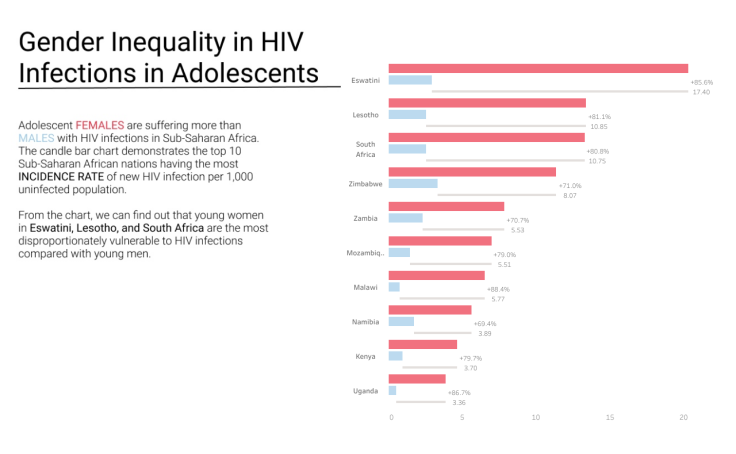 Gender Inequality in HIV
Infections in Adolescents
Adolescent FEMALES are suffering more than
MALES with HIV infections in Sub-Saharan Africa.
The candle bar chart demonstrates the top 10
Sub-Saharan African nations having the most
INCIDENCE RATE of new HIV infection per 1,000
uninfected population.
From the chart, we can find out that young women
in Eswatini, Lesotho, and South Africa are the most
disproportionately vulnerable to HIV infections
compared with young men.
Eswatini
+85.6%
17.40
Lesotho
+81.1%
10.85
South
Africa
+80.8%
10.75
Zimbabwe
+71.0%
8.07
Zambia
+70.7%
5.53
Mozambiq..
+79.0%
5.51
Malawi
+88.4%
5.77
Namibia
+69.4%
3.89
Kenya
+79.7%
3.70
Uganda
+86.7%
3.36
0 5 10 15 20